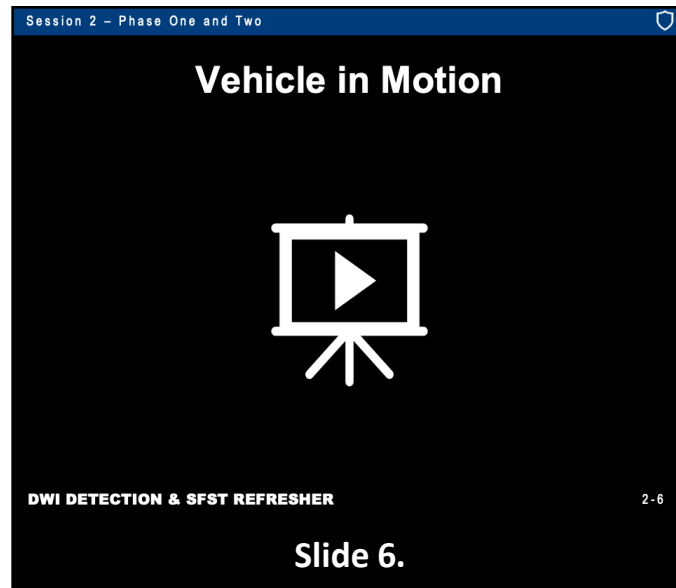 Session 2 – Phase One and Two
Vehicle in Motion
DWI DETECTION & SFST REFRESHER
2-6
Slide 6.